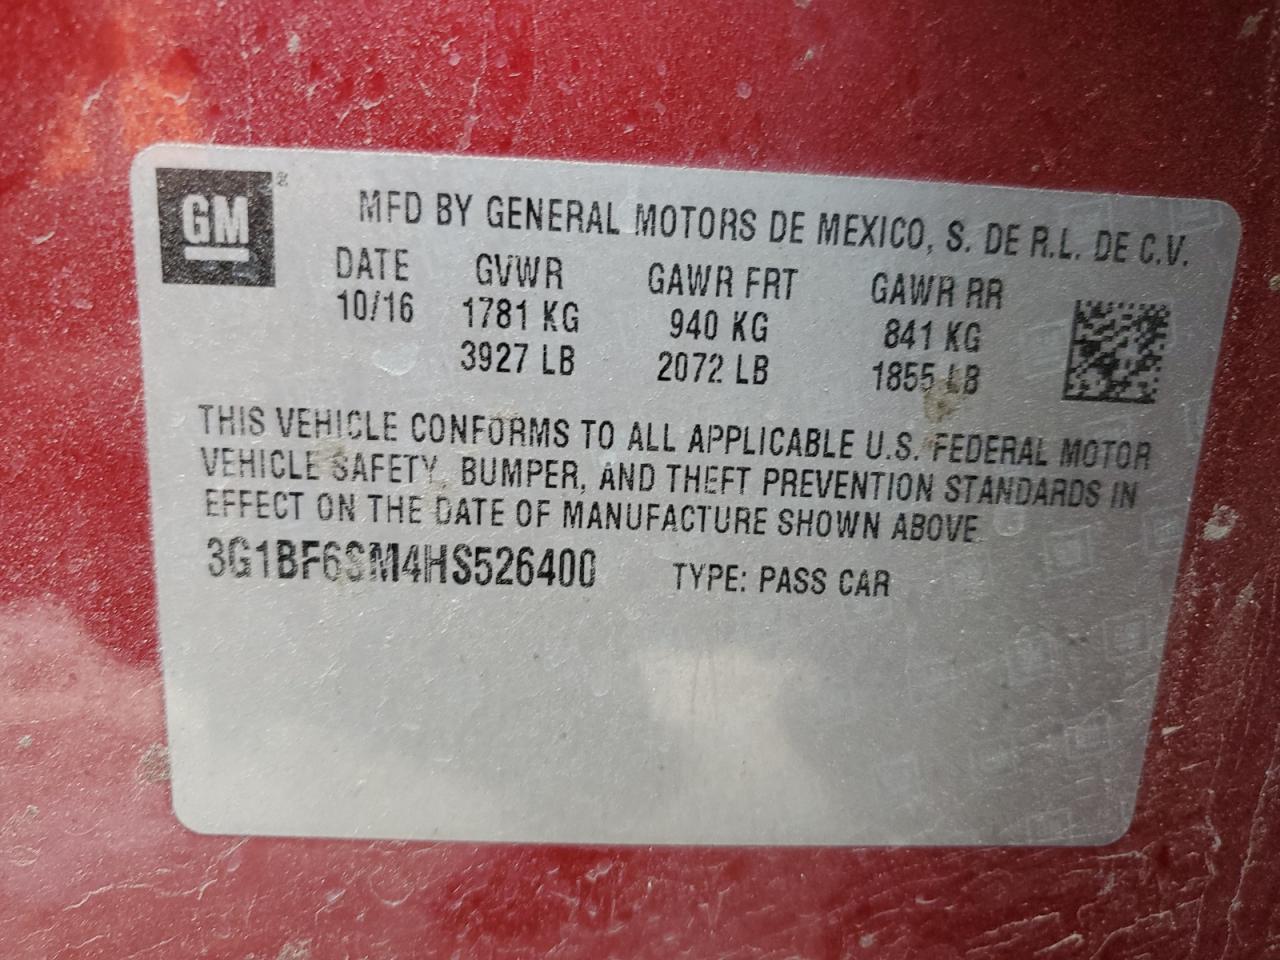 GM
MFD BY GENERAL MOTORS DE MEXICO, S. DE R.L. DE C.V.
DATE GVWR GAWR FRT GAWR RR
10/16 1781 KG 940 KG 841 KG
3927 LB 2072 LB 1855 LB
THIS VEHICLE CONFORMS TO ALL APPLICABLE U.S. FEDERAL MOTOR
VEHICLE SAFETY, BUMPER, AND THEFT PREVENTION STANDARDS IN
EFFECT ON THE DATE OF MANUFACTURE SHOWN ABOVE.
3G1BF6SM4HS526400 TYPE: PASS CAR